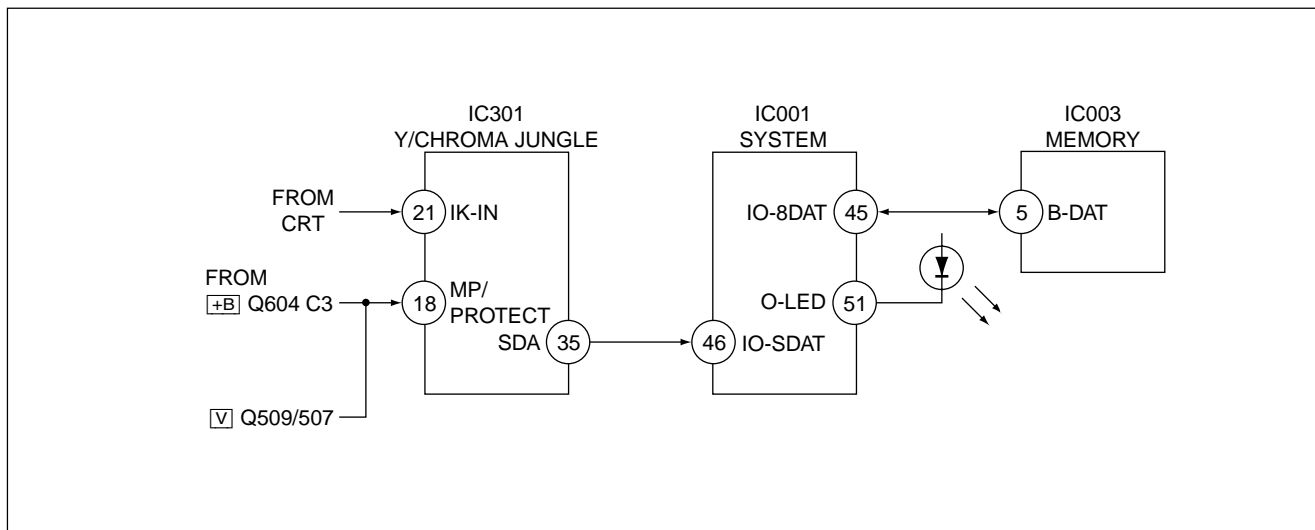 IC301
Y/CHROMA JUNGLE
IC001
SYSTEM
IC003
MEMORY
FROM
CRT
21
IK-IN
IO-8DAT
45
5
B-DAT
FROM
+B Q604 C3
18
MP/
PROTECT
O-LED
51
SDA
35
46
IO-SDAT
V Q509/507